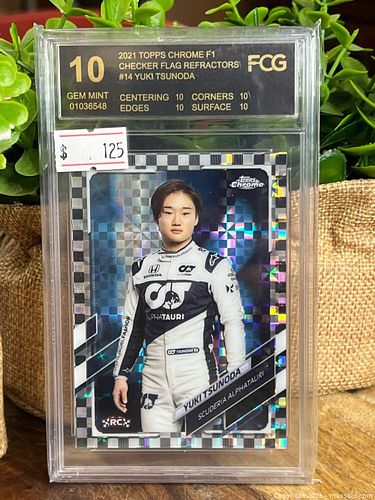 10
GEM MINT
01036548
2021 TOPPS CHROME F1
CHECKER FLAG REFRACTORS
#14 YUKI TSUNODA
CENTERING 10 CORNERS 10
EDGES 10 SURFACE 10
FCG
$ 125
Topps
Chrome
HONDA
ALPHATAURI
YUKI TSUNODA
SCUDERIA ALPHATAURI
RC